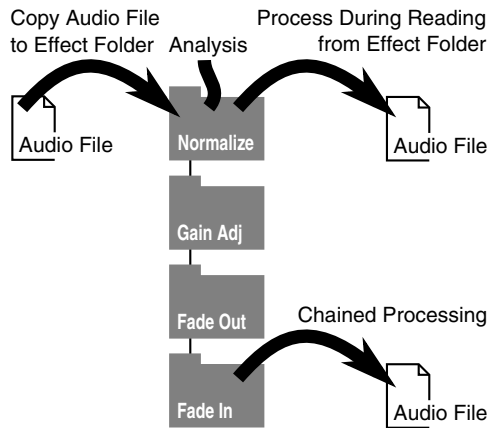 Copy Audio File
to Effect Folder
Analysis
Process During Reading
from Effect Folder
Audio File
Normalize
Audio File
Gain Adj
Fade Out
Chained Processing
Fade In
Audio File